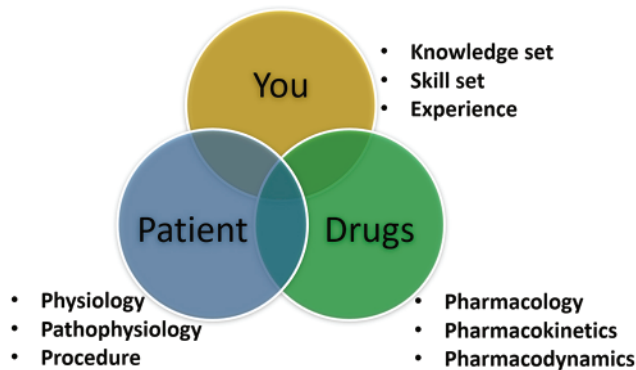 You
• Knowledge set
• Skill set
• Experience
Patient
Drugs
• Physiology
• Pathophysiology
• Procedure
• Pharmacology
• Pharmacokinetics
• Pharmacodynamics